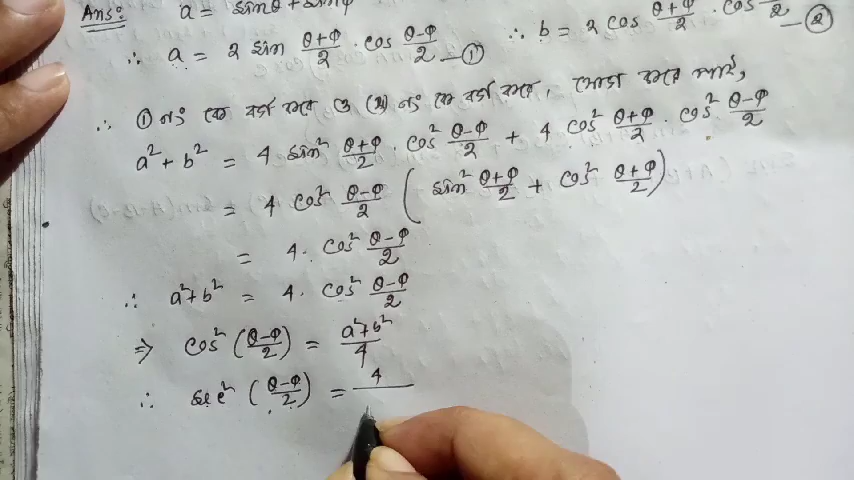 Ans: a = sinθ + sinφ
∴ a = 2 sin (θ+φ)/2 · cos (θ-φ)/2 —① ∴ b = 2 cos (θ+φ)/2 · cos /2 —②
∴ ① নং কে বর্গ করে ও (২) নং কে বর্গ করে, যোগ করে পাই,
a² + b² = 4 sin² (θ+φ)/2 · cos² (θ-φ)/2 + 4 cos² (θ+φ)/2 · cos² (θ-φ)/2
= 4 cos² (θ-φ)/2 ( sin² (θ+φ)/2 + cos² (θ+φ)/2 )
= 4 · cos² (θ-φ)/2
∴ a²+b² = 4 · cos² (θ-φ)/2
⇒ cos² ((θ-φ)/2) = (a²+b²)/4
∴ sec² ((θ-φ)/2) = 4/